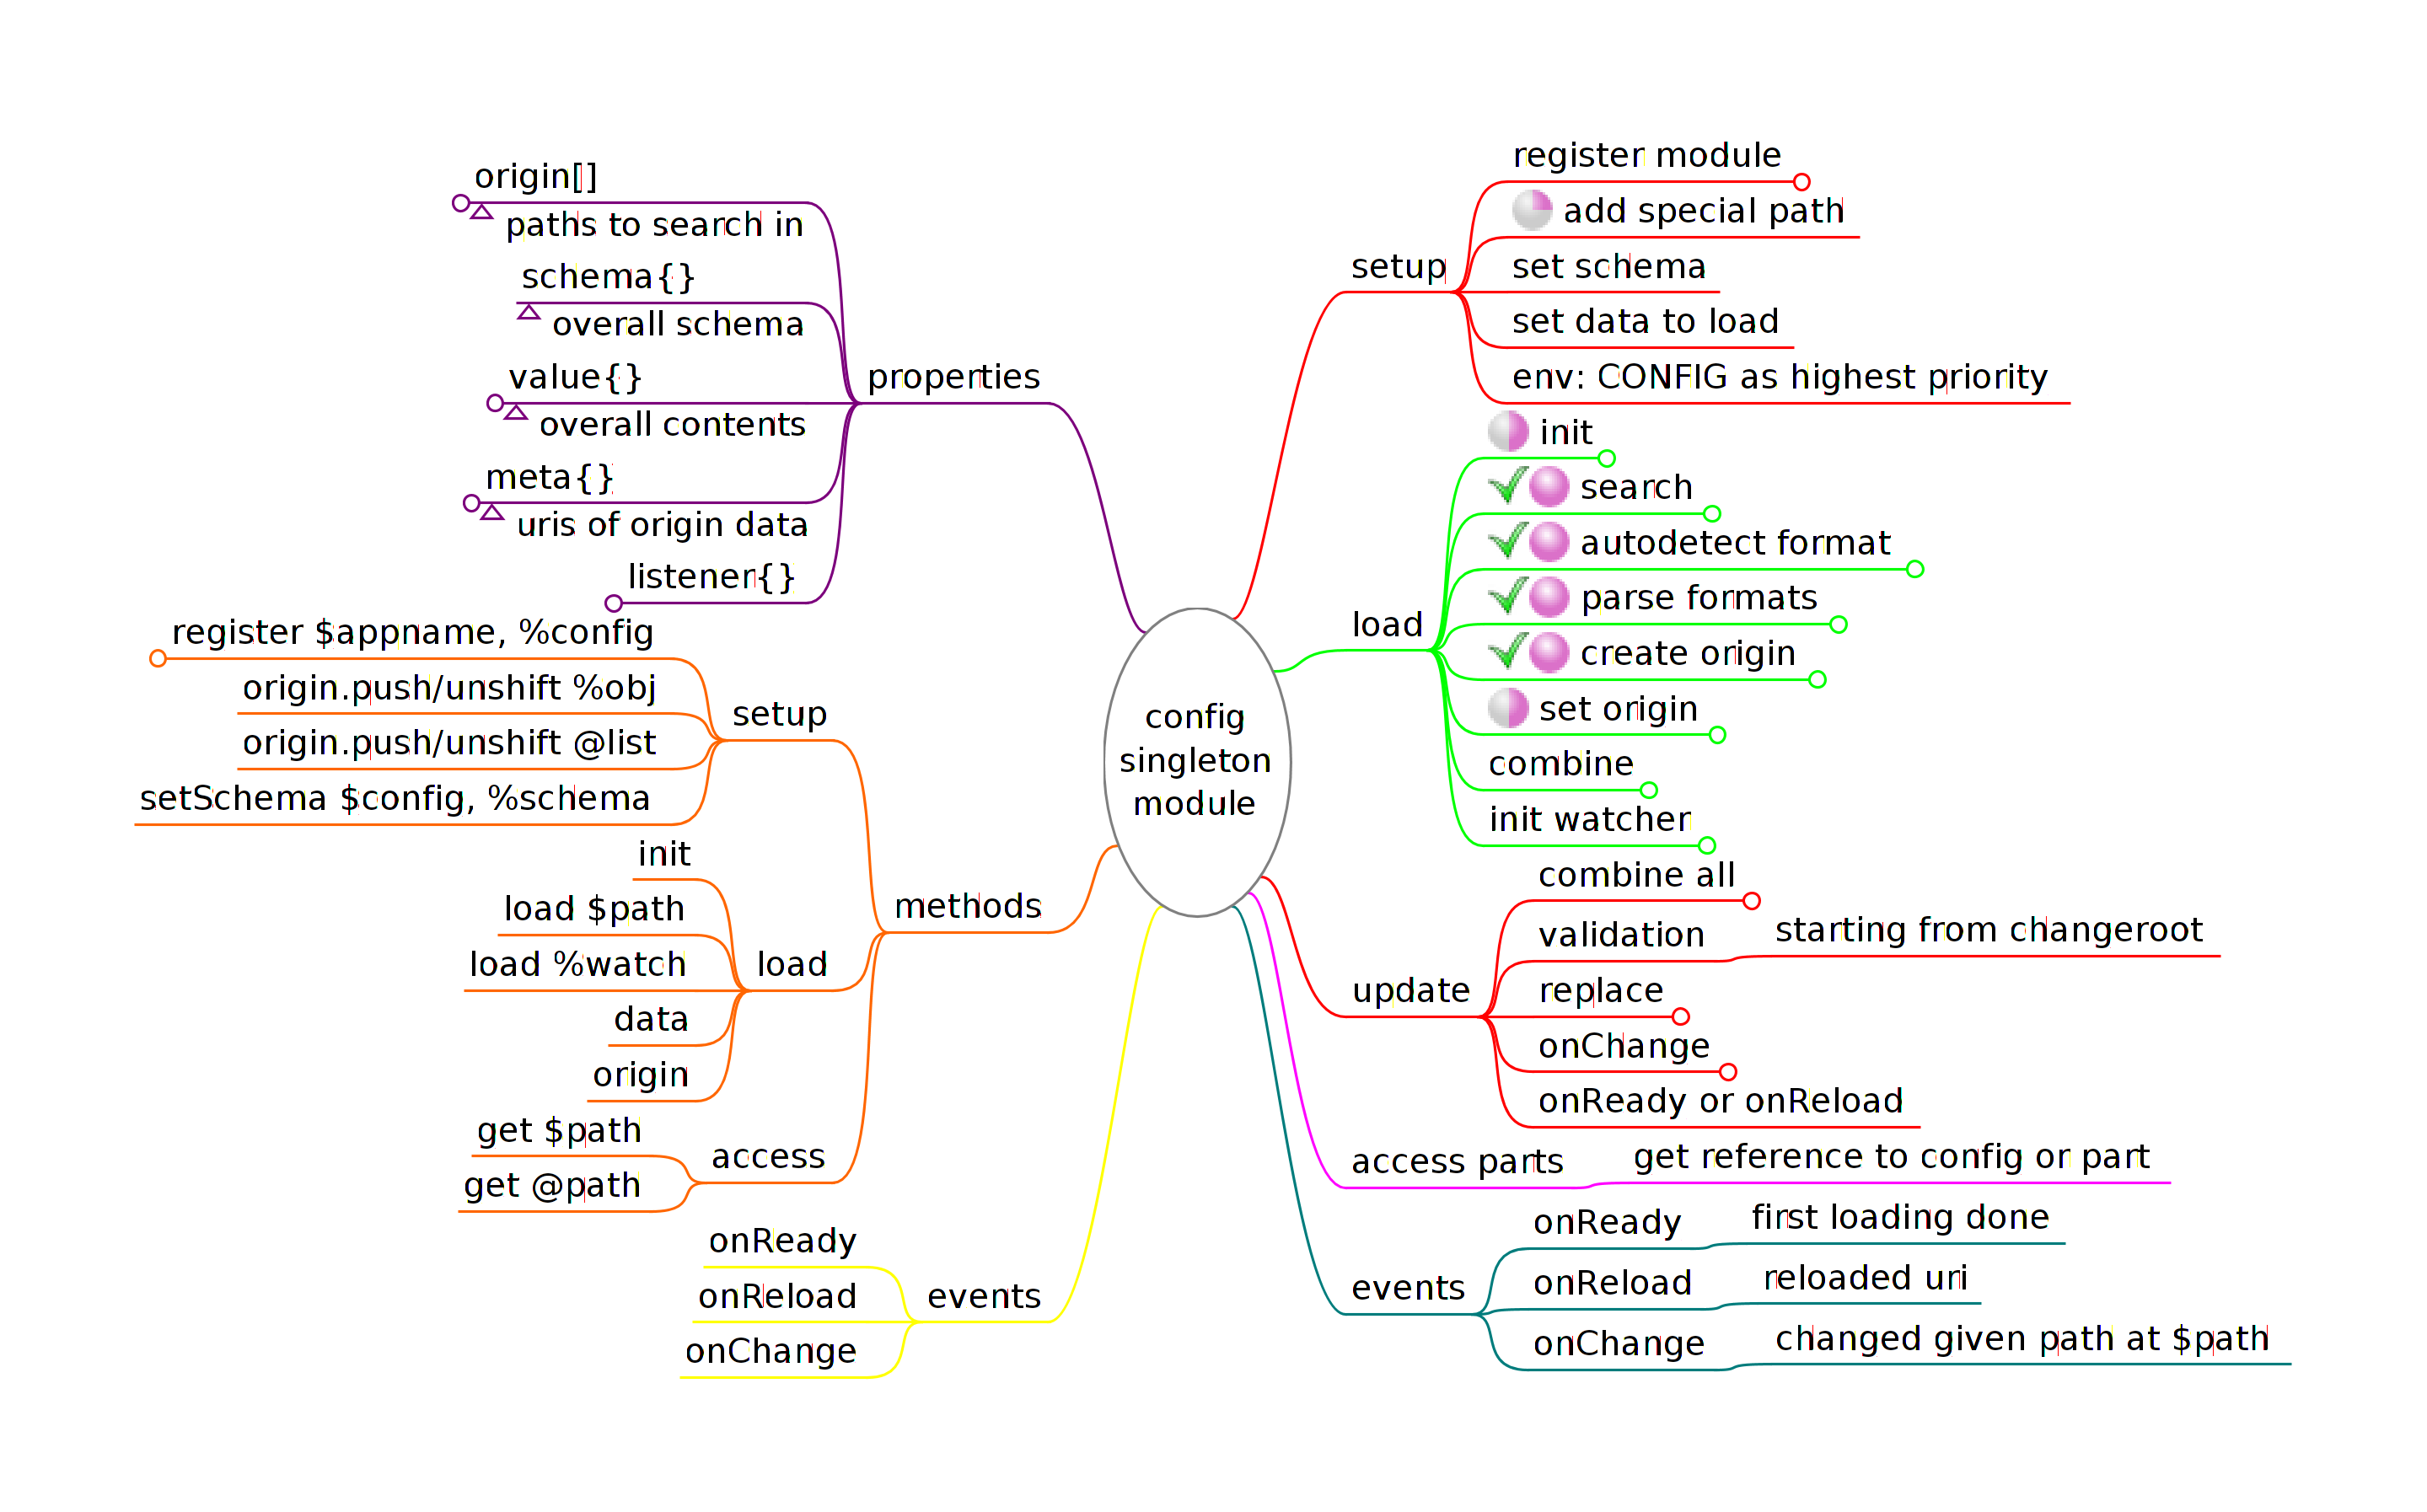 origin[]
paths to search in
schema{}
overall schema
value{}
overall contents
meta{}
uris of origin data
listener{}
properties
register $appname, %config
origin.push/unshift %obj
origin.push/unshift @list
setSchema $config, %schema
setup
init
load $path
load %watch
data
origin
load
get $path
get @path
access
methods
onReady
onReload
onChange
events
config
singleton
module
setup
register module
add special path
set schema
set data to load
env: CONFIG as highest priority
load
init
search
autodetect format
parse formats
create origin
set origin
combine
init watcher
update
combine all
validation
starting from changeroot
replace
onChange
onReady or onReload
access parts
get reference to config or part
events
onReady
first loading done
onReload
reloaded uri
onChange
changed given path at $path